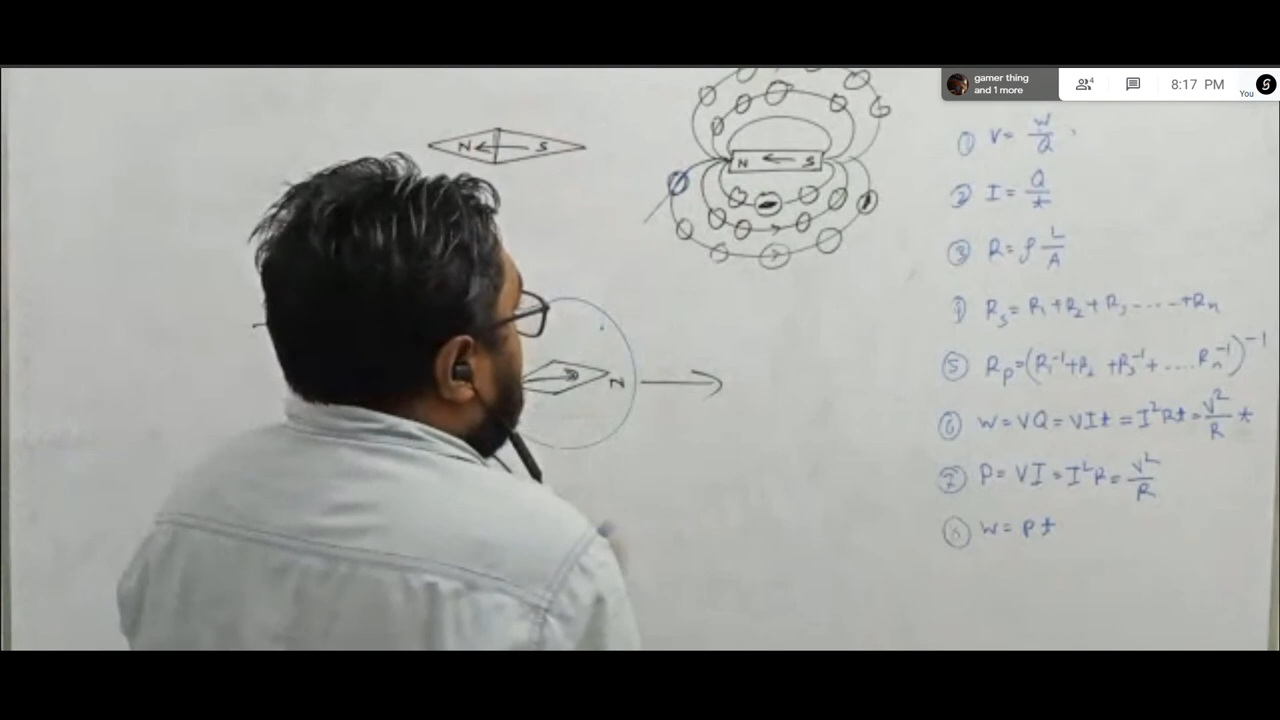 gamer thing
and 1 more
4
8:17 PM
You
N S
N S
N
① V = W/Q
② I = Q/t
③ R = ρ L/A
④ Rs = R1 + R2 + R3 ---- + Rn
⑤ Rp = (R1⁻¹ + R2 + R3⁻¹ + .... Rn⁻¹)⁻¹
⑥ W = VQ = VIt = I²Rt = V²/R t
⑦ P = VI = I²R = V²/R
⑧ W = Pt